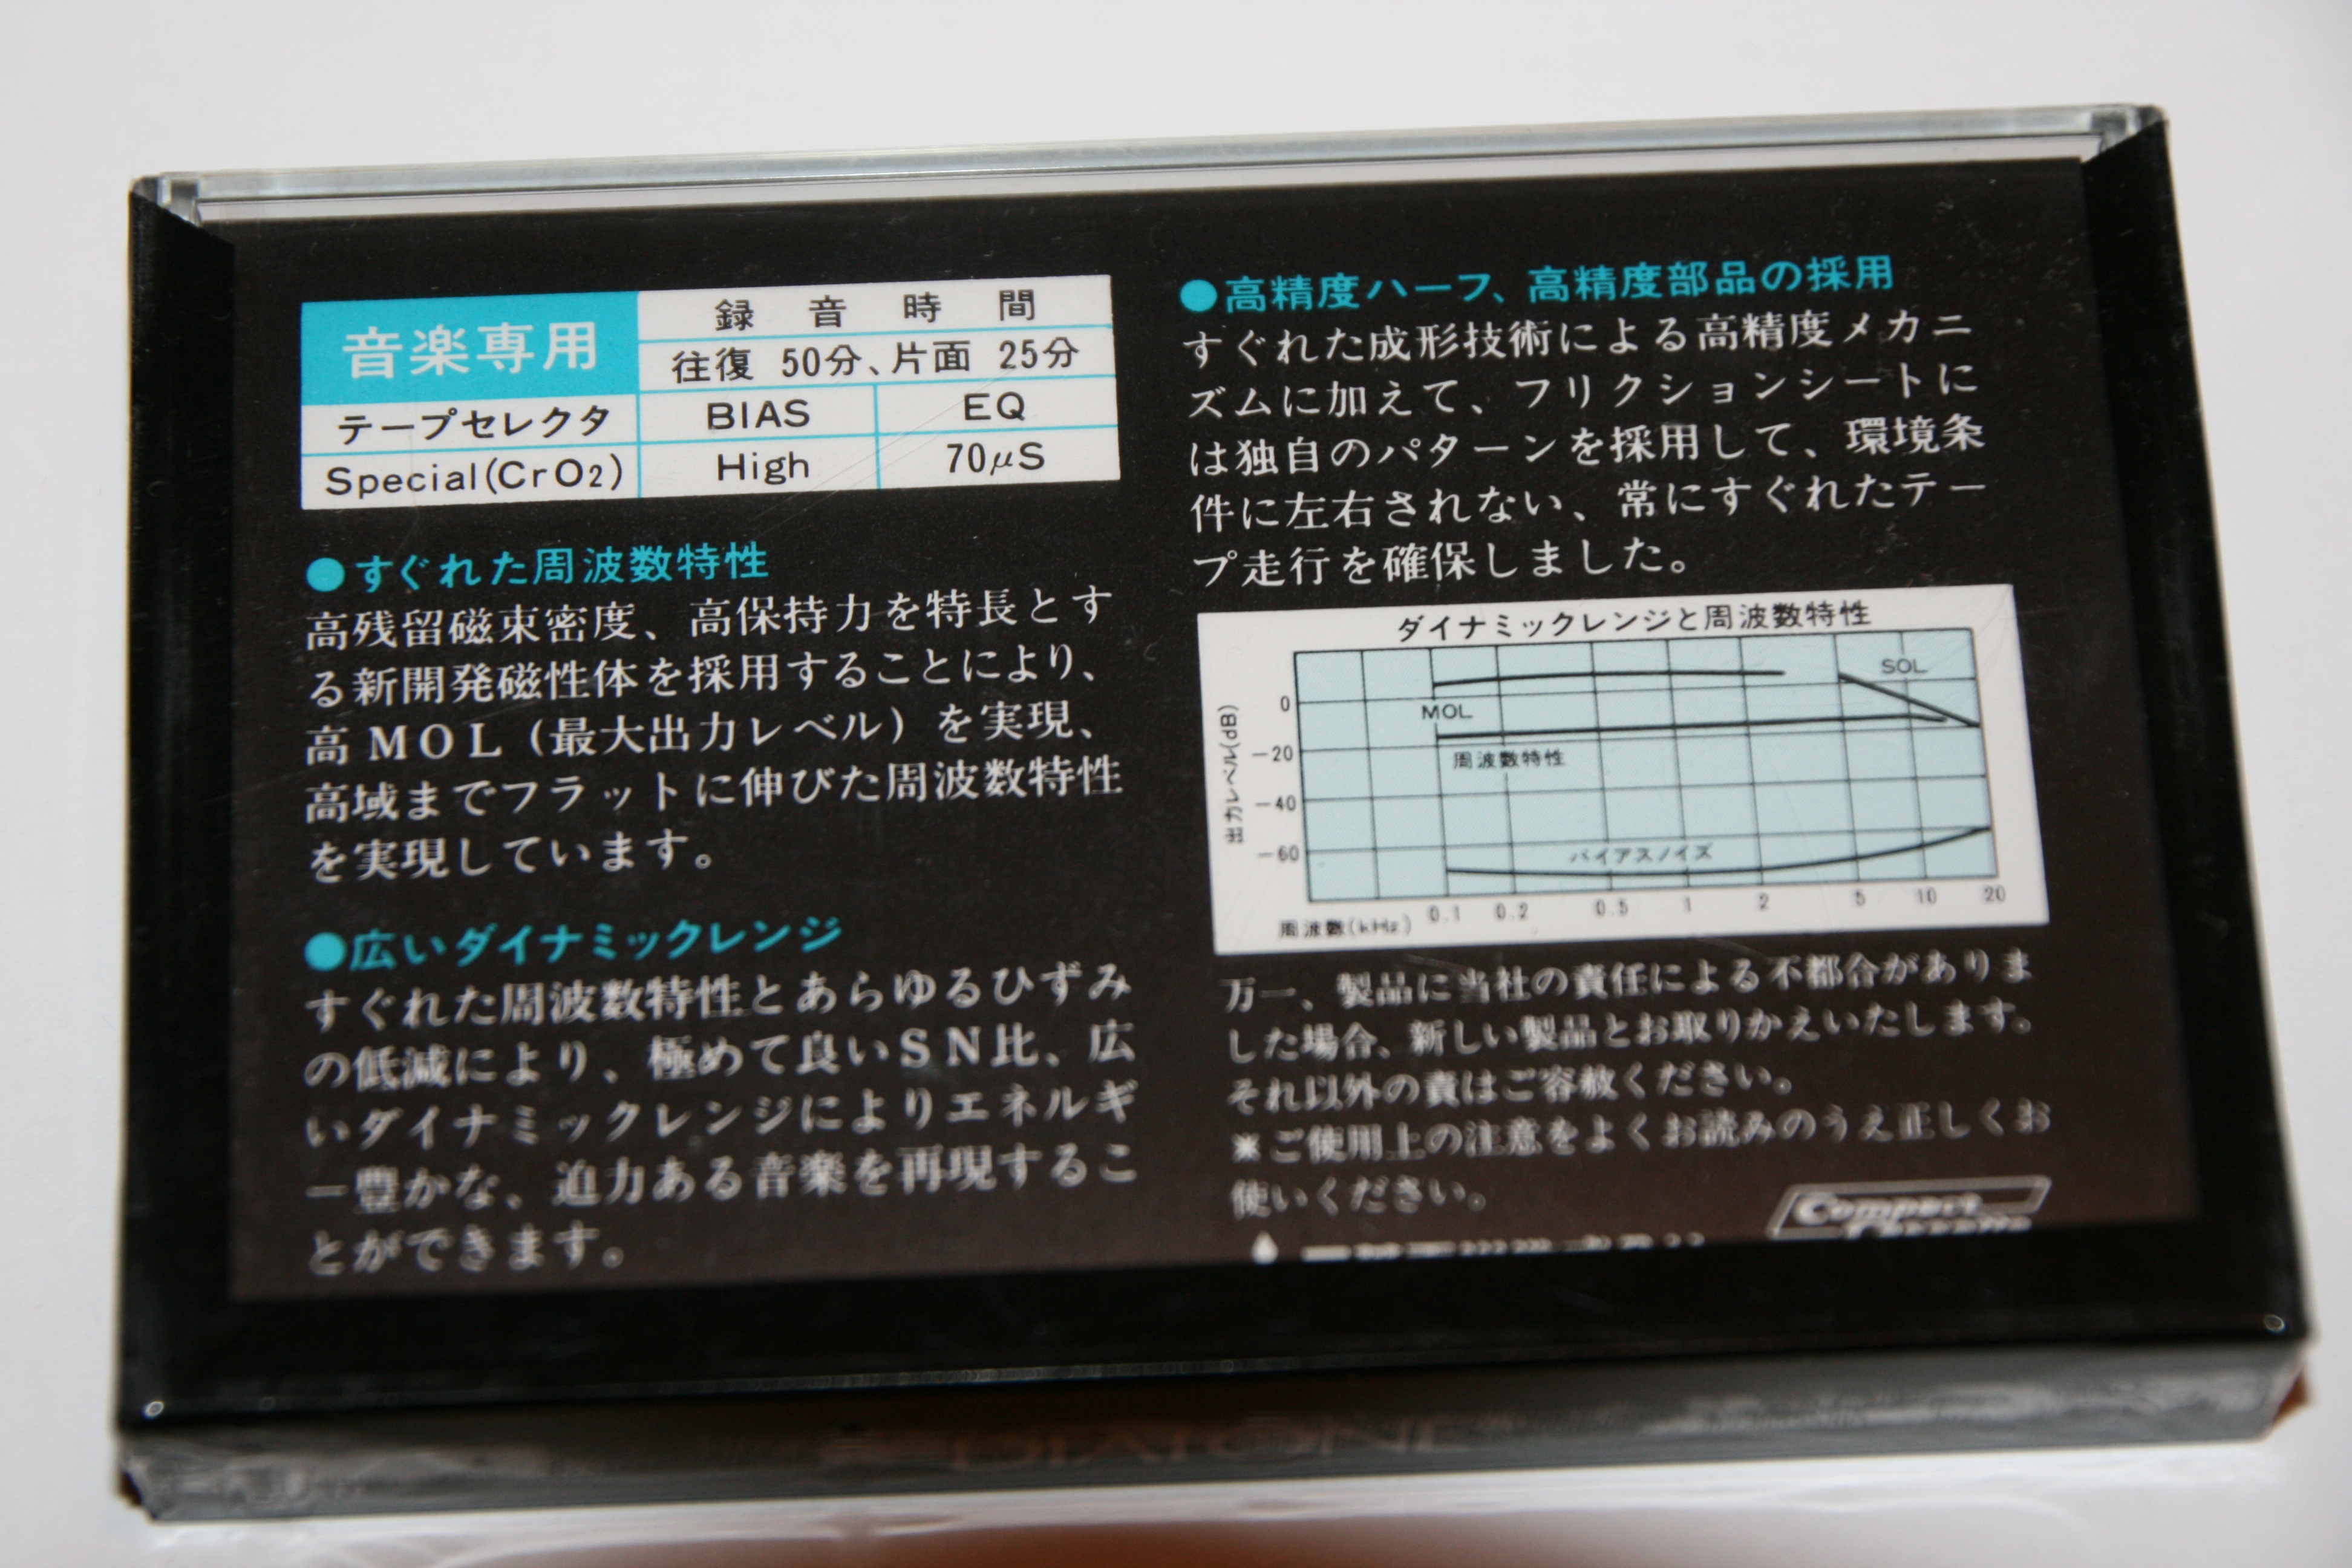 音楽専用
録音時間
往復 50分、片面 25分
テープセレクタ BIAS EQ
Special(CrO2) High 70μS
●すぐれた周波数特性
高残留磁束密度、高保持力を特長とす
る新開発磁性体を採用することにより、
高MOL(最大出力レベル)を実現、
高域までフラットに伸びた周波数特性
を実現しています。
●広いダイナミックレンジ
すぐれた周波数特性とあらゆるひずみ
の低減により、極めて良いSN比、広
いダイナミックレンジによりエネルギ
ー豊かな、迫力ある音楽を再現するこ
とができます。
●高精度ハーフ、高精度部品の採用
すぐれた成形技術による高精度メカニ
ズムに加えて、フリクションシートに
は独自のパターンを採用して、環境条
件に左右されない、常にすぐれたテー
プ走行を確保しました。
ダイナミックレンジと周波数特性
SOL
MOL
周波数特性
バイアスノイズ
出力レベル(dB)
0
-20
-40
-60
周波数(kHz) 0.1 0.2 0.5 1 2 5 10 20
万一、製品に当社の責任による不都合がありま
した場合、新しい製品とお取りかえいたします。
それ以外の責はご容赦ください。
※ご使用上の注意をよくお読みのうえ正しくお
使いください。
Compact
Cassette
DIATONE